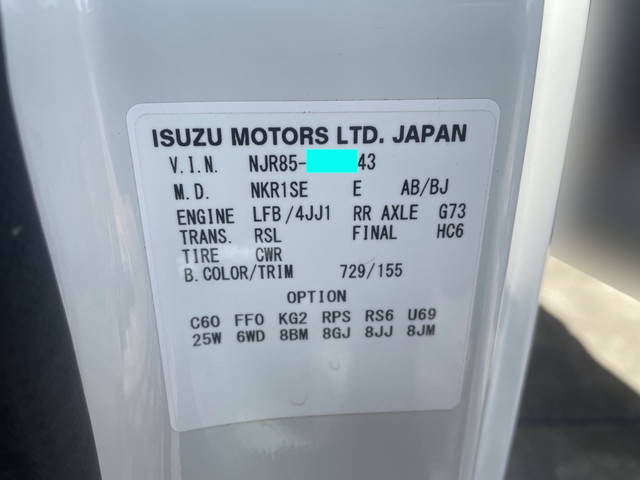 ISUZU MOTORS LTD. JAPAN
V.I.N. NJR85-43
M.D. NKR1SE E AB/BJ
ENGINE LFB/4JJ1 RR AXLE G73
TRANS. RSL FINAL HC6
TIRE CWR
B.COLOR/TRIM 729/155
OPTION
C60 FF0 KG2 RPS RS6 U69
25W 6WD 8BM 8GJ 8JJ 8JM